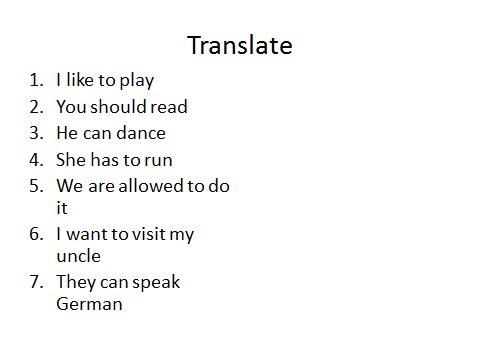 Translate
1. I like to play
2. You should read
3. He can dance
4. She has to run
5. We are allowed to do
it
6. I want to visit my
uncle
7. They can speak
German